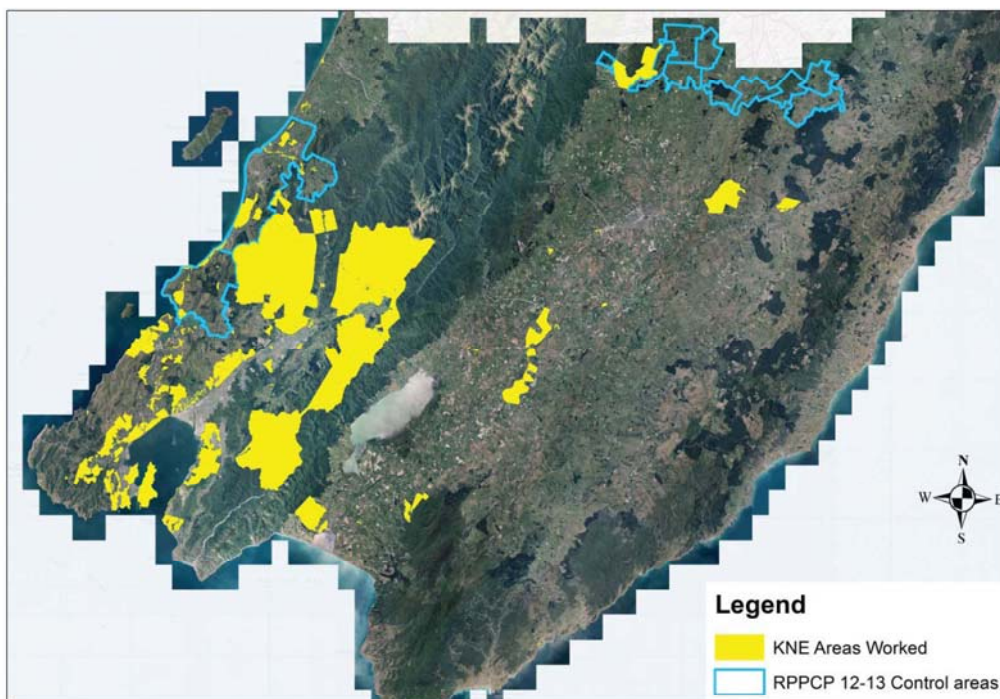 N
W E
S
Legend
KNE Areas Worked
RPPCP 12-13 Control areas